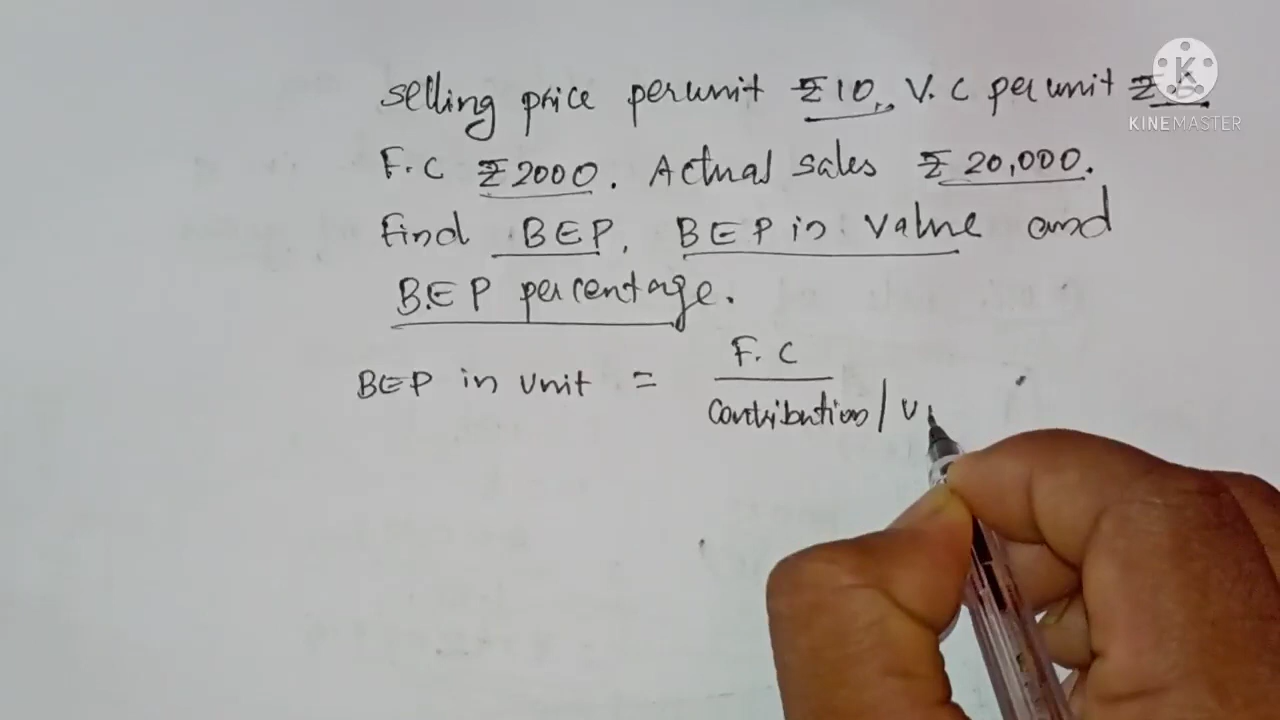 Selling price per unit ₹10, V.C per unit ₹
F.C ₹2000. Actual sales ₹20,000.
Find BEP, BEP in value and
B.E P percentage.
BEP in unit = F.C
Contribution / U
K
KINEMASTER